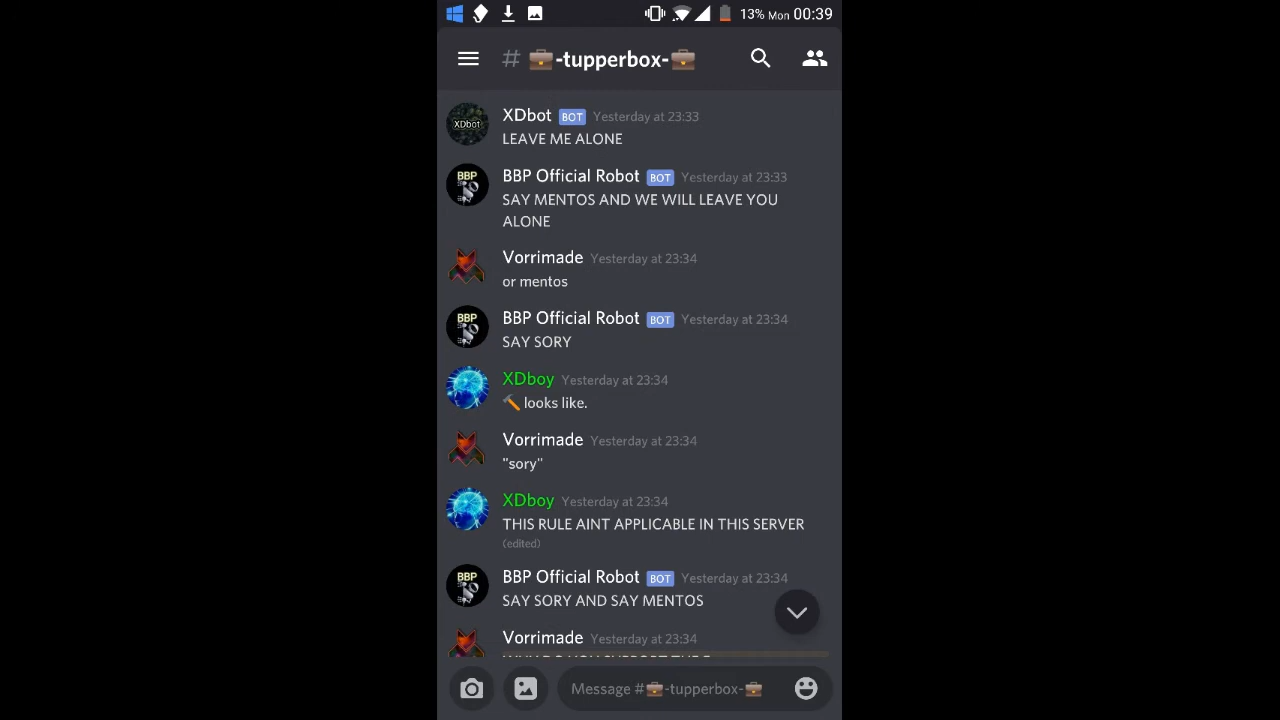 13% Mon 00:39
# 💼-tupperbox-💼
XDbot
XDbot BOT Yesterday at 23:33
LEAVE ME ALONE
BBP
BBP Official Robot BOT Yesterday at 23:33
SAY MENTOS AND WE WILL LEAVE YOU
ALONE
Vorrimade Yesterday at 23:34
or mentos
BBP
BBP Official Robot BOT Yesterday at 23:34
SAY SORY
XDboy Yesterday at 23:34
🔨 looks like.
Vorrimade Yesterday at 23:34
"sory"
XDboy Yesterday at 23:34
THIS RULE AINT APPLICABLE IN THIS SERVER
(edited)
BBP
BBP Official Robot BOT Yesterday at 23:34
SAY SORY AND SAY MENTOS
Vorrimade Yesterday at 23:34
Message #💼-tupperbox-💼